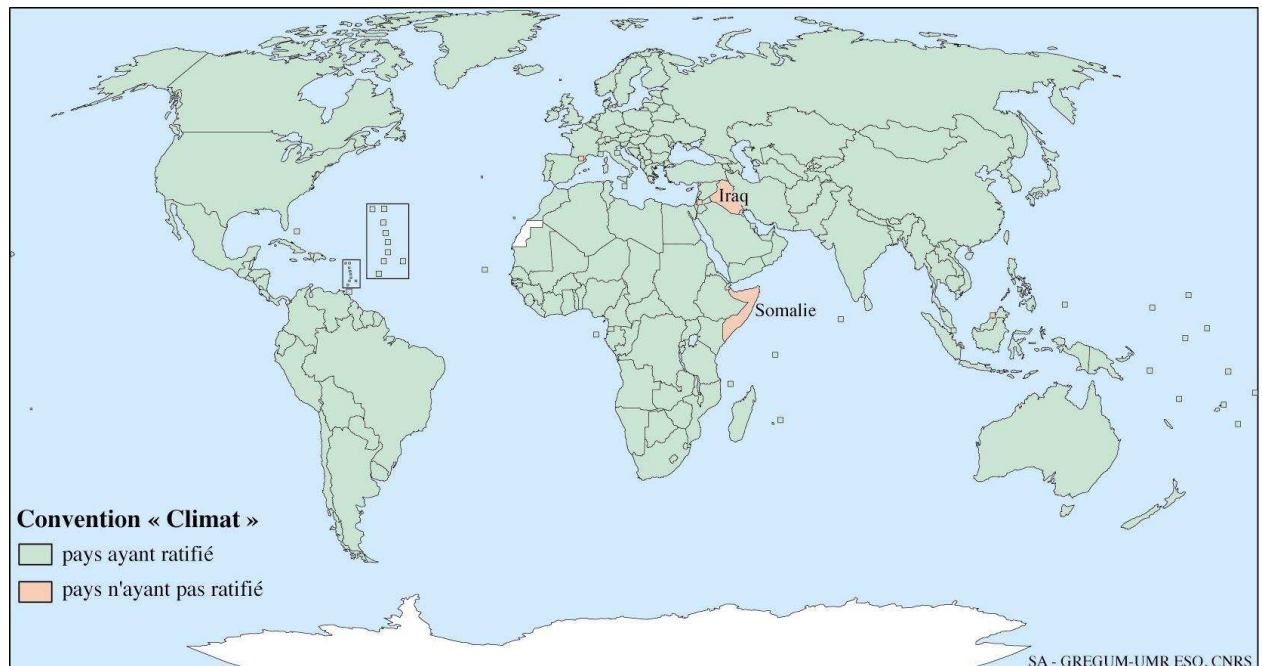 Iraq
Somalie
Convention « Climat »
pays ayant ratifié
pays n'ayant pas ratifié
SA - GREGUM-UMR ESO, CNRS